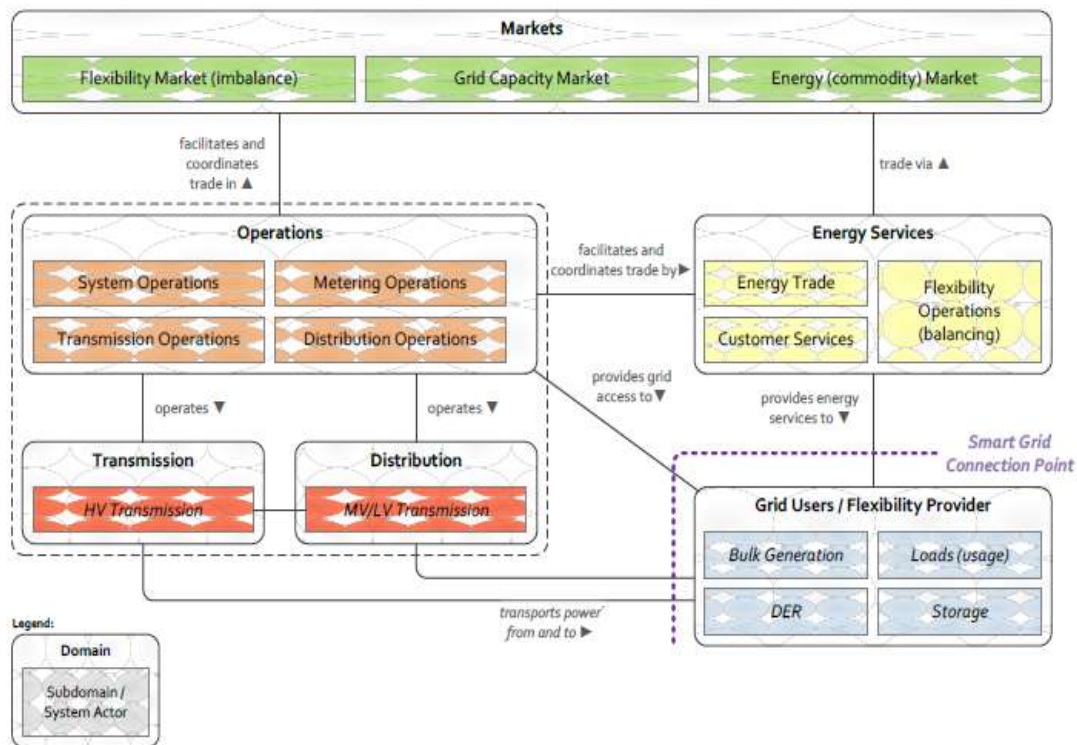 Markets
Flexibility Market (imbalance)
Grid Capacity Market
Energy (commodity) Market
facilitates and
coordinates
trade in ▲
trade via ▲
Operations
System Operations
Metering Operations
Transmission Operations
Distribution Operations
facilitates and
coordinates trade by ▶
Energy Services
Energy Trade
Customer Services
Flexibility
Operations
(balancing)
operates ▼
operates ▼
provides grid
access to ▼
provides energy
services to ▼
Smart Grid
Connection Point
Transmission
HV Transmission
Distribution
MV/LV Transmission
Grid Users / Flexibility Provider
Bulk Generation
Loads (usage)
DER
Storage
transports power
from and to ▶
Legend:
Domain
Subdomain /
System Actor